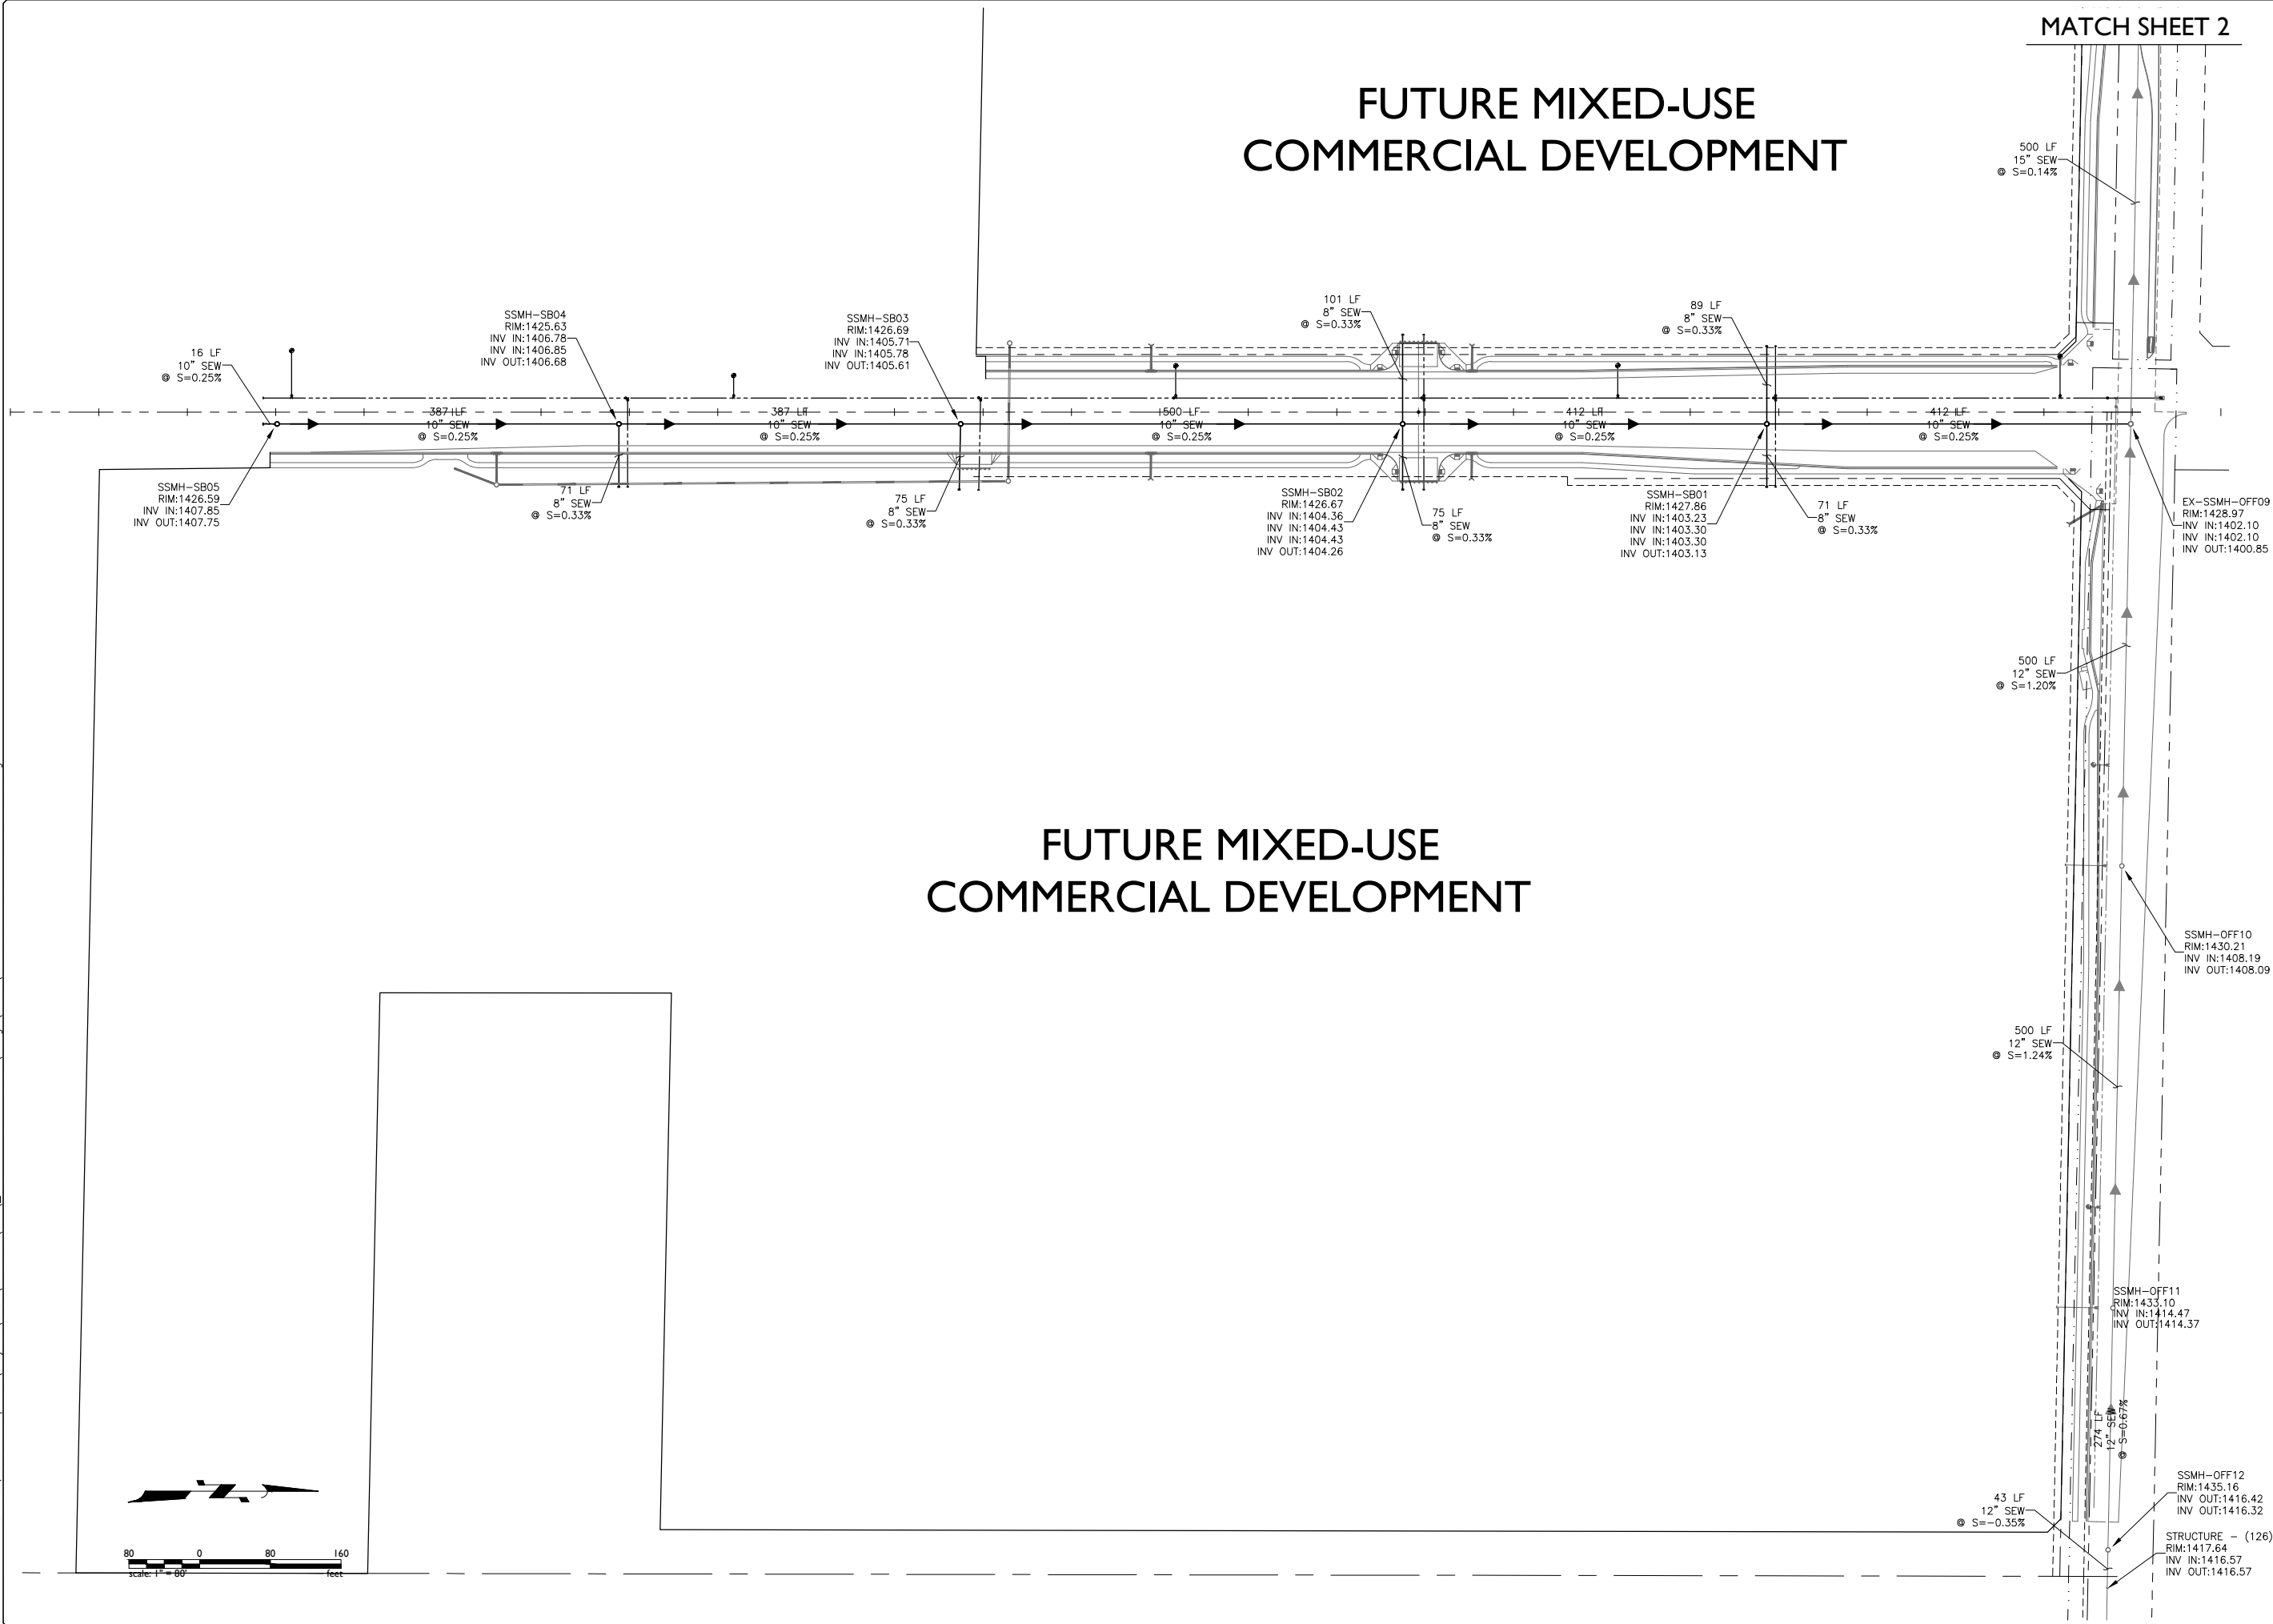 MATCH SHEET 2
FUTURE MIXED-USE
COMMERCIAL DEVELOPMENT
500 LF
15" SEW
@ S=0.14%
101 LF
8" SEW
@ S=0.33%
89 LF
8" SEW
@ S=0.33%
SSMH-SB04
RIM:1425.63
INV IN:1406.78
INV IN:1406.85
INV OUT:1406.68
SSMH-SB03
RIM:1426.69
INV IN:1405.71
INV IN:1405.78
INV OUT:1405.61
16 LF
10" SEW
@ S=0.25%
387 LF
10" SEW
@ S=0.25%
387 LF
10" SEW
@ S=0.25%
500 LF
10" SEW
@ S=0.25%
412 LF
10" SEW
@ S=0.25%
412 LF
10" SEW
@ S=0.25%
SSMH-SB05
RIM:1426.59
INV IN:1407.85
INV OUT:1407.75
71 LF
8" SEW
@ S=0.33%
75 LF
8" SEW
@ S=0.33%
SSMH-SB02
RIM:1426.67
INV IN:1404.36
INV IN:1404.43
INV IN:1404.43
INV OUT:1404.26
75 LF
8" SEW
@ S=0.33%
SSMH-SB01
RIM:1427.86
INV IN:1403.23
INV IN:1403.30
INV IN:1403.30
INV OUT:1403.13
71 LF
8" SEW
@ S=0.33%
EX-SSMH-OFF09
RIM:1428.97
INV IN:1402.10
INV IN:1402.10
INV OUT:1400.85
500 LF
12" SEW
@ S=1.20%
FUTURE MIXED-USE
COMMERCIAL DEVELOPMENT
SSMH-OFF10
RIM:1430.21
INV IN:1408.19
INV OUT:1408.09
500 LF
12" SEW
@ S=1.24%
SSMH-OFF11
RIM:1433.10
INV IN:1414.47
INV OUT:1414.37
274 LF
12" SEW
@ S=0.67%
SSMH-OFF12
RIM:1435.16
INV OUT:1416.42
INV OUT:1416.32
43 LF
12" SEW
@ S=-0.35%
STRUCTURE - (126)
RIM:1417.64
INV IN:1416.57
INV OUT:1416.57
80 0 80 160
scale: 1" = 80' feet